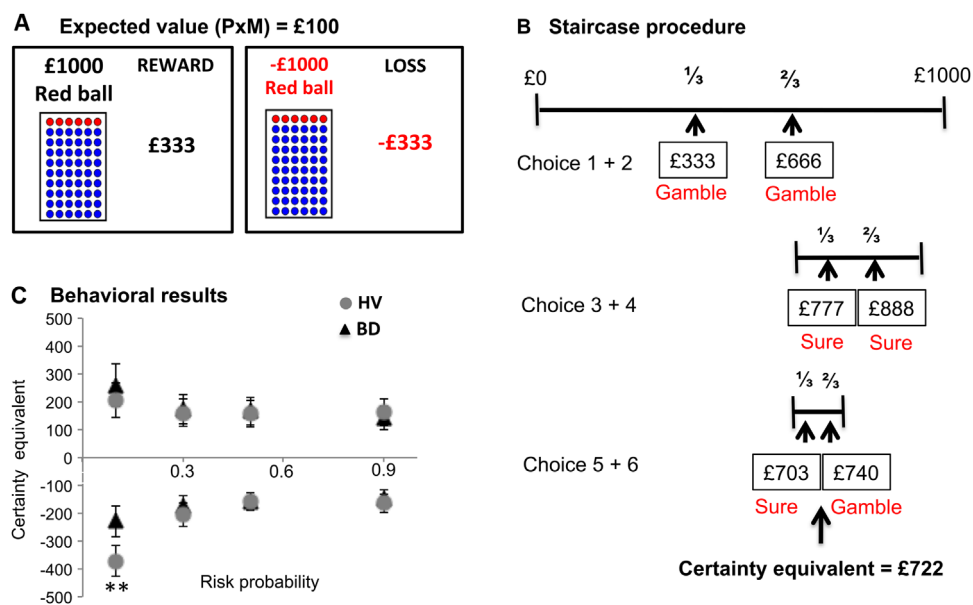 A Expected value (PxM) = £100
£1000 REWARD
Red ball
£333
-£1000 LOSS
Red ball
-£333
B Staircase procedure
£0 ⅓ ⅔ £1000
Choice 1 + 2 £333 £666
Gamble Gamble
⅓ ⅔
Choice 3 + 4 £777 £888
Sure Sure
⅓ ⅔
Choice 5 + 6 £703 £740
Sure Gamble
Certainty equivalent = £722
C Behavioral results
HV
BD
Certainty equivalent
500
400
300
200
100
0
0.3 0.6 0.9
-100
-200
-300
-400
-500
**
Risk probability